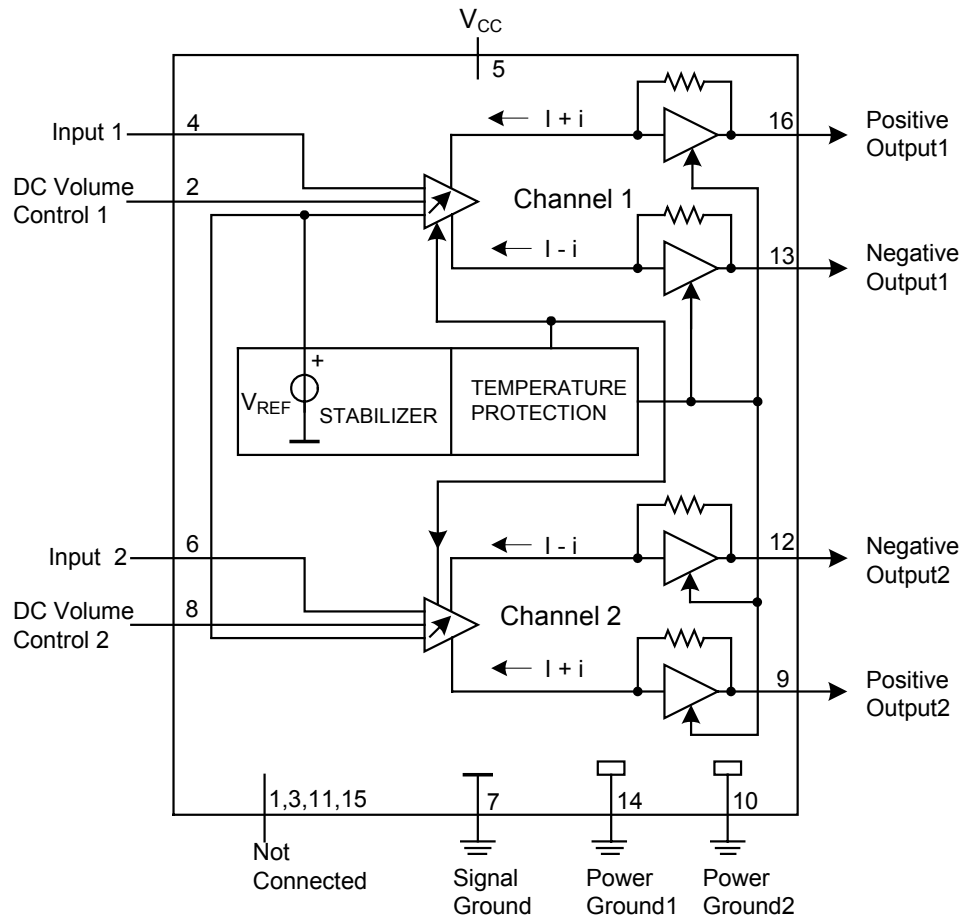 VCC
5
Input 1
4
DC Volume
Control 1
2
I + i
16
Positive
Output1
Channel 1
I - i
13
Negative
Output1
+
VREF
STABILIZER
TEMPERATURE
PROTECTION
Input 2
6
DC Volume
Control 2
8
I - i
12
Negative
Output2
Channel 2
I + i
9
Positive
Output2
1,3,11,15
7
14
10
Not
Connected
Signal
Ground
Power
Ground1
Power
Ground2